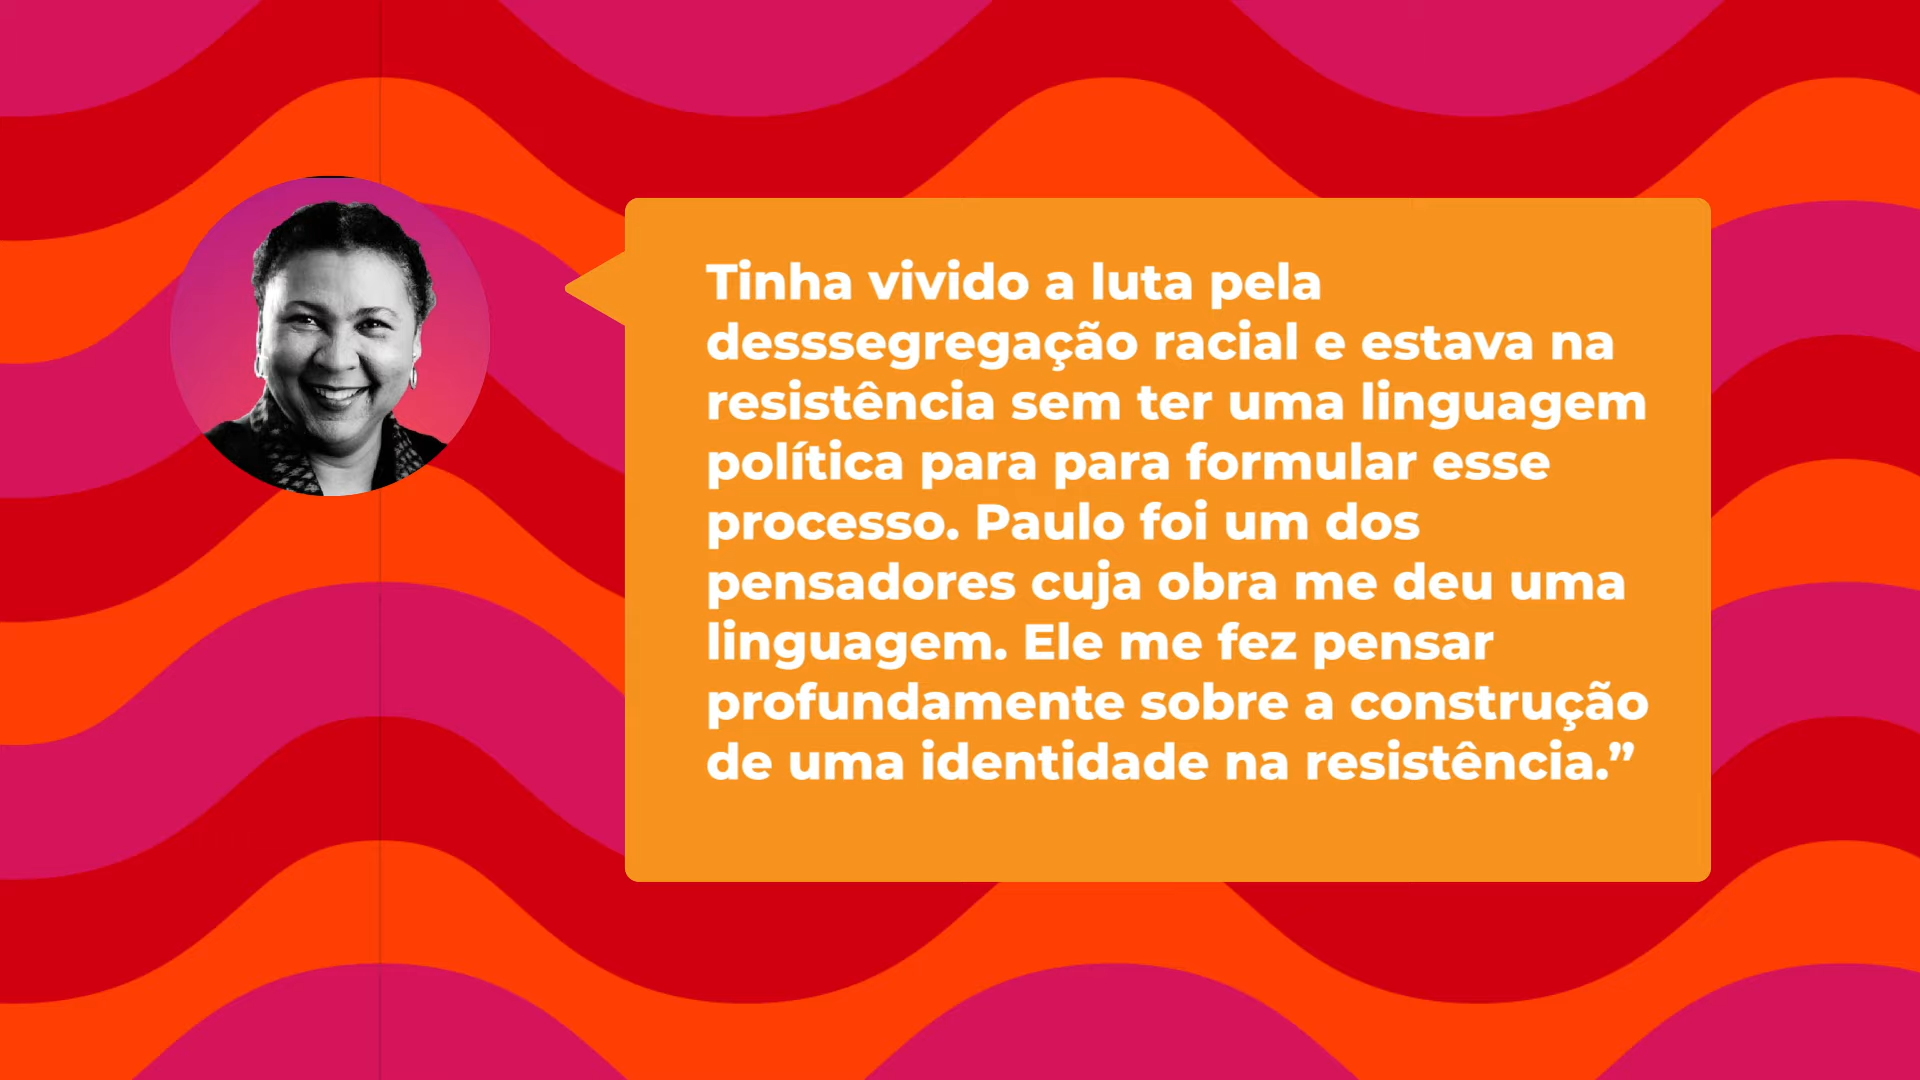 Tinha vivido a luta pela
desssegregação racial e estava na
resistência sem ter uma linguagem
política para para formular esse
processo. Paulo foi um dos
pensadores cuja obra me deu uma
linguagem. Ele me fez pensar
profundamente sobre a construção
de uma identidade na resistência.”